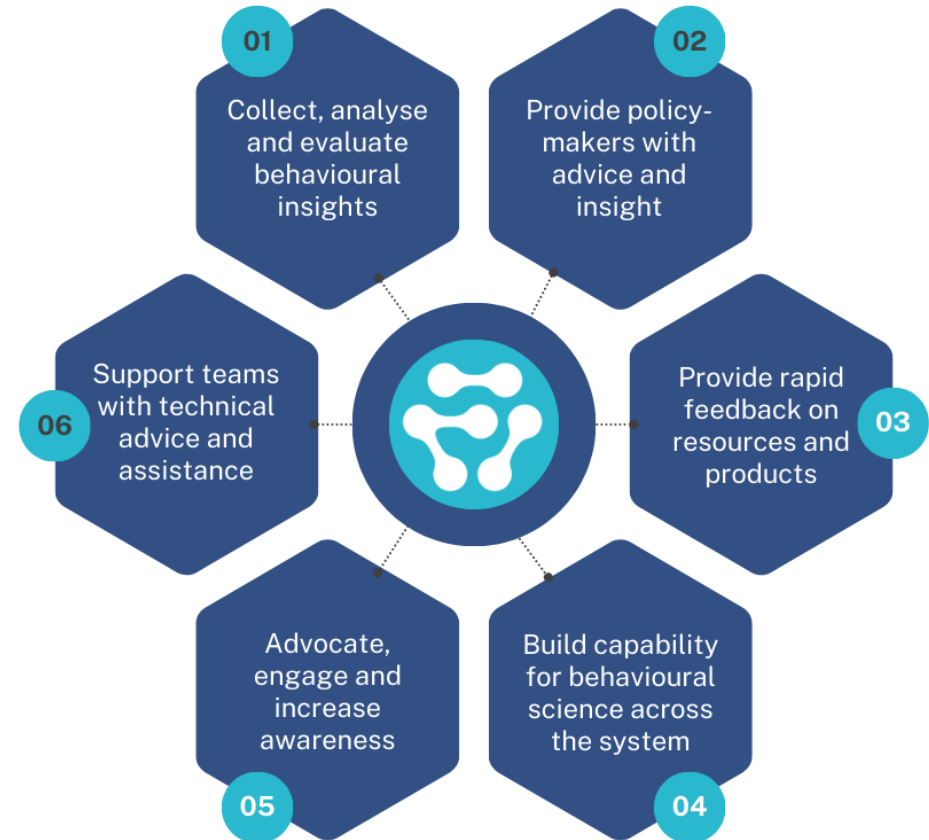 01
Collect, analyse
and evaluate
behavioural
insights
02
Provide policy-
makers with
advice and
insight
03
Provide rapid
feedback on
resources and
products
04
Build capability
for behavioural
science across
the system
05
Advocate,
engage and
increase
awareness
06
Support teams
with technical
advice and
assistance